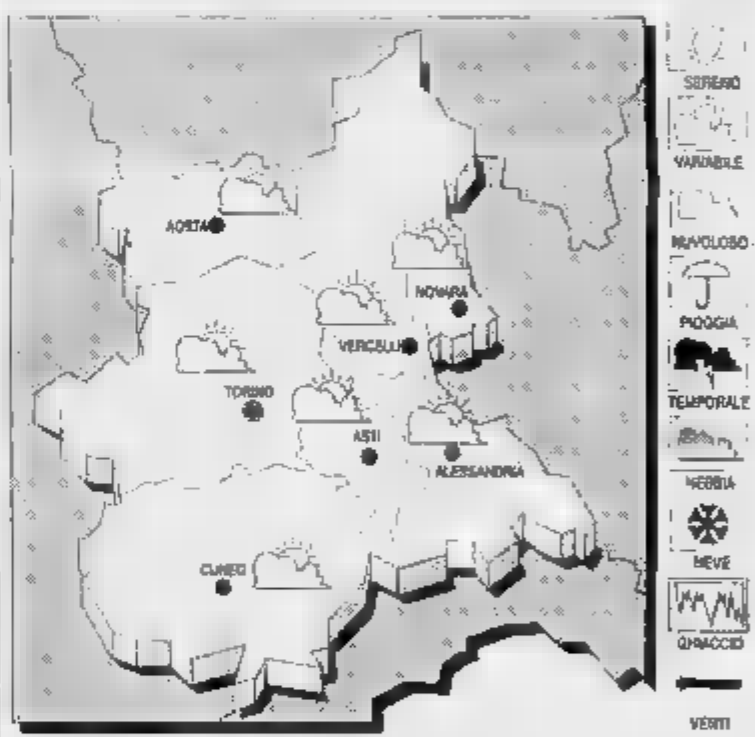 AOSTA
NOVARA
VERCELLI
TORINO
ASTI
ALESSANDRIA
CUNEO
SERENO
VARIABILE
NUVOLOSO
PIOGGIA
TEMPORALE
NEBBIA
NEVE
GHIACCIO
VENTI